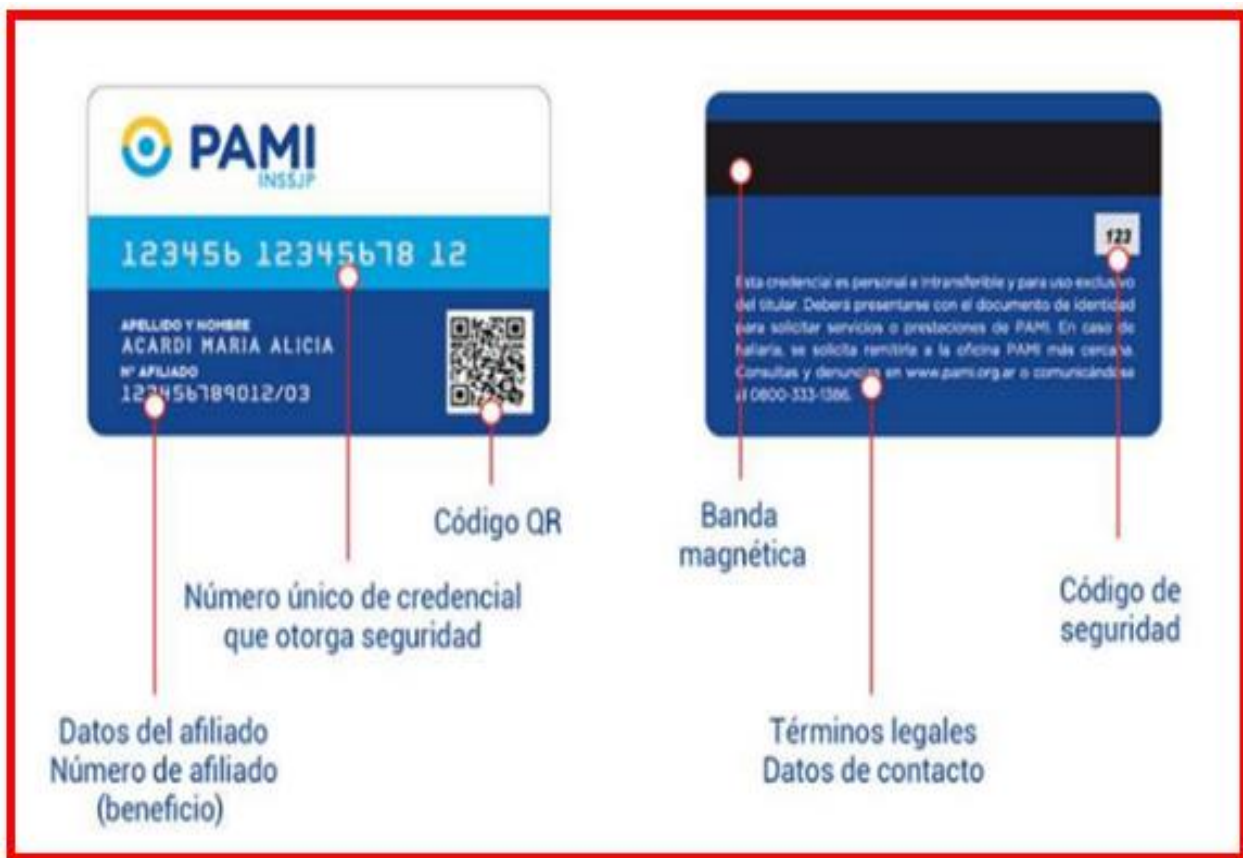 PAMI
INSSJP
123456 12345678 12
APELLIDO Y NOMBRE
ACARDI MARIA ALICIA
N° AFILIADO
123456789012/03
Código QR
Número único de credencial
que otorga seguridad
Datos del afiliado
Número de afiliado
(beneficio)
123
Esta credencial es personal e intransferible y para uso exclusivo
del titular. Deberá presentarse con el documento de identidad
para solicitar servicios o prestaciones de PAMI. En caso de
hallarla, se solicita remitirla a la oficina PAMI más cercana.
Consultas y denuncias en www.pami.org.ar o comunicándose
al 0800-333-1386.
Banda
magnética
Código de
seguridad
Términos legales
Datos de contacto